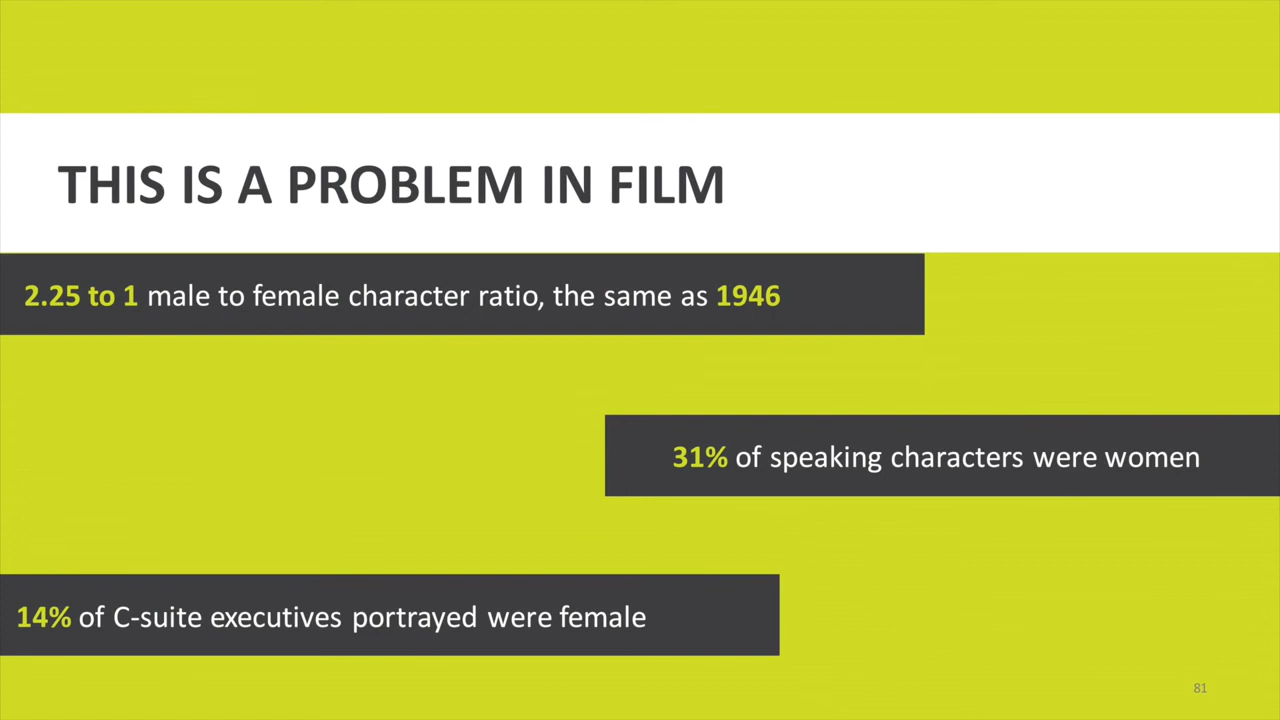 THIS IS A PROBLEM IN FILM
2.25 to 1 male to female character ratio, the same as 1946
31% of speaking characters were women
14% of C-suite executives portrayed were female
81